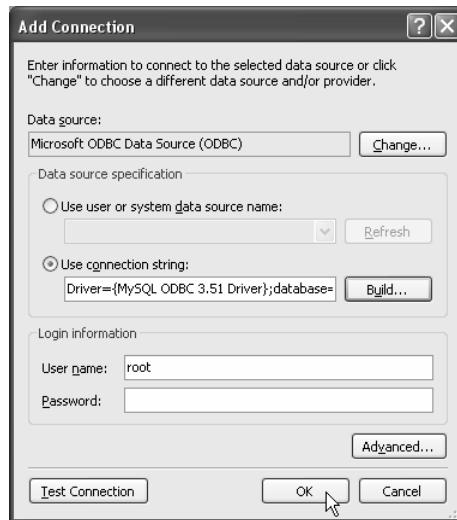 Add Connection
Enter information to connect to the selected data source or click
"Change" to choose a different data source and/or provider.
Data source:
Microsoft ODBC Data Source (ODBC)
Change...
Data source specification
Use user or system data source name:
Refresh
Use connection string:
Driver={MySQL ODBC 3.51 Driver};database=
Build...
Login information
User name:
root
Password:
Advanced...
Test Connection
OK
Cancel